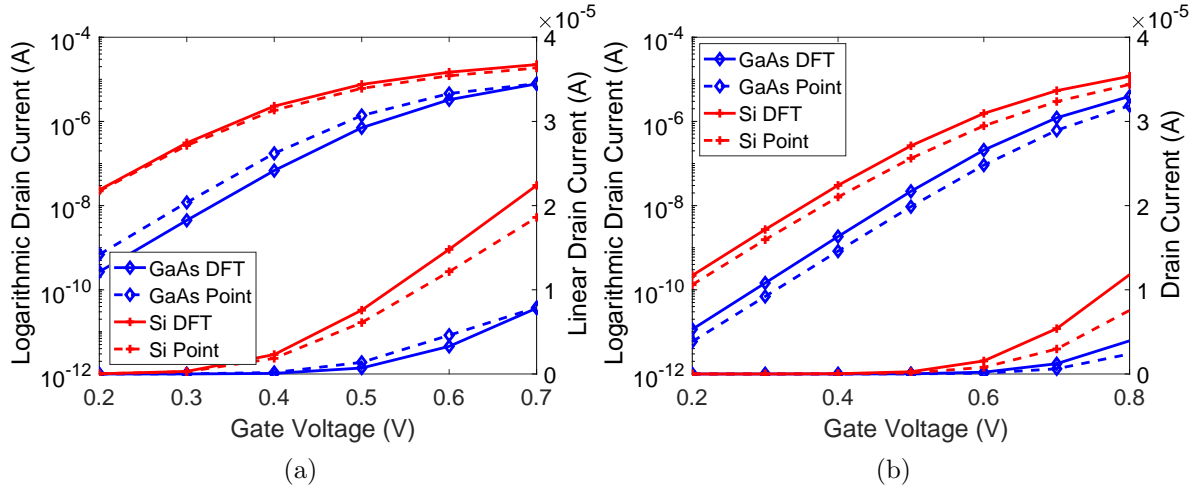 ×10⁻⁵
10⁻⁴
10⁻⁶
10⁻⁸
10⁻¹⁰
10⁻¹²
Logarithmic Drain Current (A)
GaAs DFT
GaAs Point
Si DFT
Si Point
4
3
2
1
0
Linear Drain Current (A)
0.2 0.3 0.4 0.5 0.6 0.7
Gate Voltage (V)
(a)
×10⁻⁵
10⁻⁴
10⁻⁶
10⁻⁸
10⁻¹⁰
10⁻¹²
Logarithmic Drain Current (A)
GaAs DFT
GaAs Point
Si DFT
Si Point
4
3
2
1
0
Drain Current (A)
0.2 0.4 0.6 0.8
Gate Voltage (V)
(b)